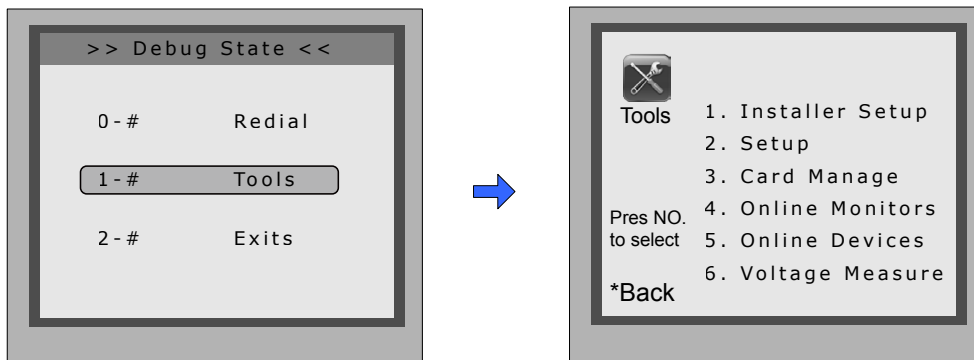 >> Debug State <<
0-# Redial
1-# Tools
2-# Exits
Tools
1. Installer Setup
2. Setup
3. Card Manage
4. Online Monitors
5. Online Devices
6. Voltage Measure
Pres NO.
to select
*Back